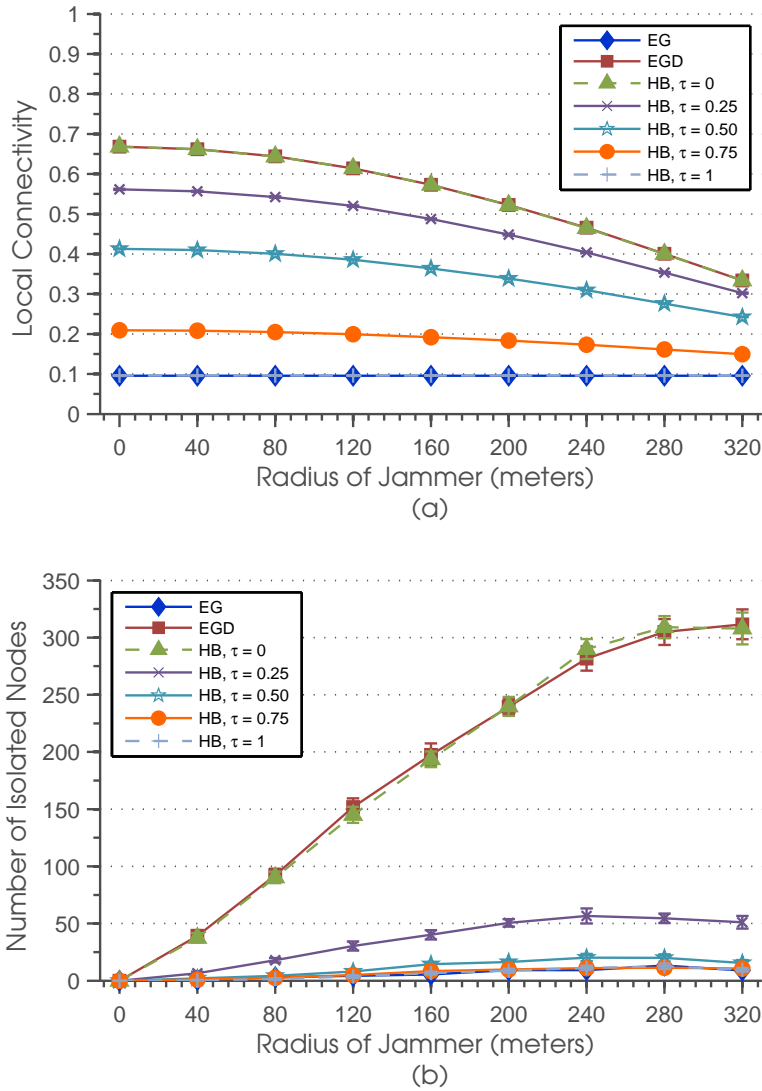 1
0.9
0.8
0.7
0.6
0.5
0.4
0.3
0.2
0.1
0
Local Connectivity
EG
EGD
HB, τ = 0
HB, τ = 0.25
HB, τ = 0.50
HB, τ = 0.75
HB, τ = 1
0 40 80 120 160 200 240 280 320
Radius of Jammer (meters)
(a)
350
300
250
200
150
100
50
0
Number of Isolated Nodes
EG
EGD
HB, τ = 0
HB, τ = 0.25
HB, τ = 0.50
HB, τ = 0.75
HB, τ = 1
0 40 80 120 160 200 240 280 320
Radius of Jammer (meters)
(b)